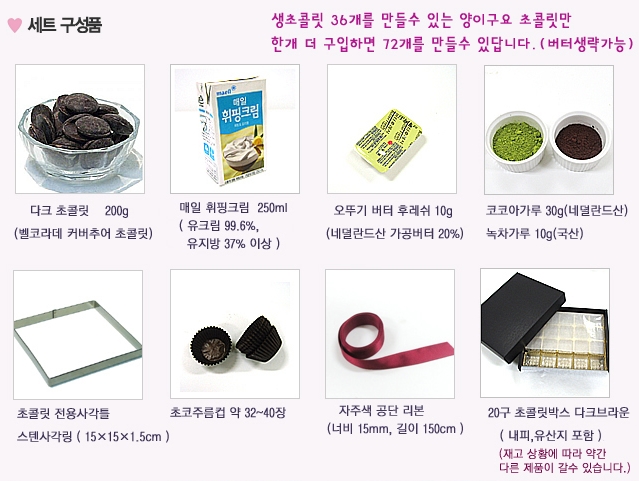 세트 구성품
생초콜릿 36개를 만들수 있는 양이구요 초콜릿만
한개 더 구입하면 72개를 만들수 있답니다.(버터생략가능)
maeil
매일
휘핑크림
다크 초콜릿 200g
(벨코라데 커버추어 초콜릿)
매일 휘핑크림 250ml
( 유크림 99.6%,
유지방 37% 이상 )
오뚜기 버터 후레쉬 10g
(네덜란드산 가공버터 20%)
코코아가루 30g(네덜란드산)
녹차가루 10g(국산)
초콜릿 전용사각틀
스텐사각링 ( 15×15×1.5cm )
초코주름컵 약 32~40장
자주색 공단 리본
(너비 15mm, 길이 150cm )
20구 초콜릿박스 다크브라운
( 내피,유산지 포함 )
(재고 상황에 따라 약간
다른 제품이 갈수 있습니다.)